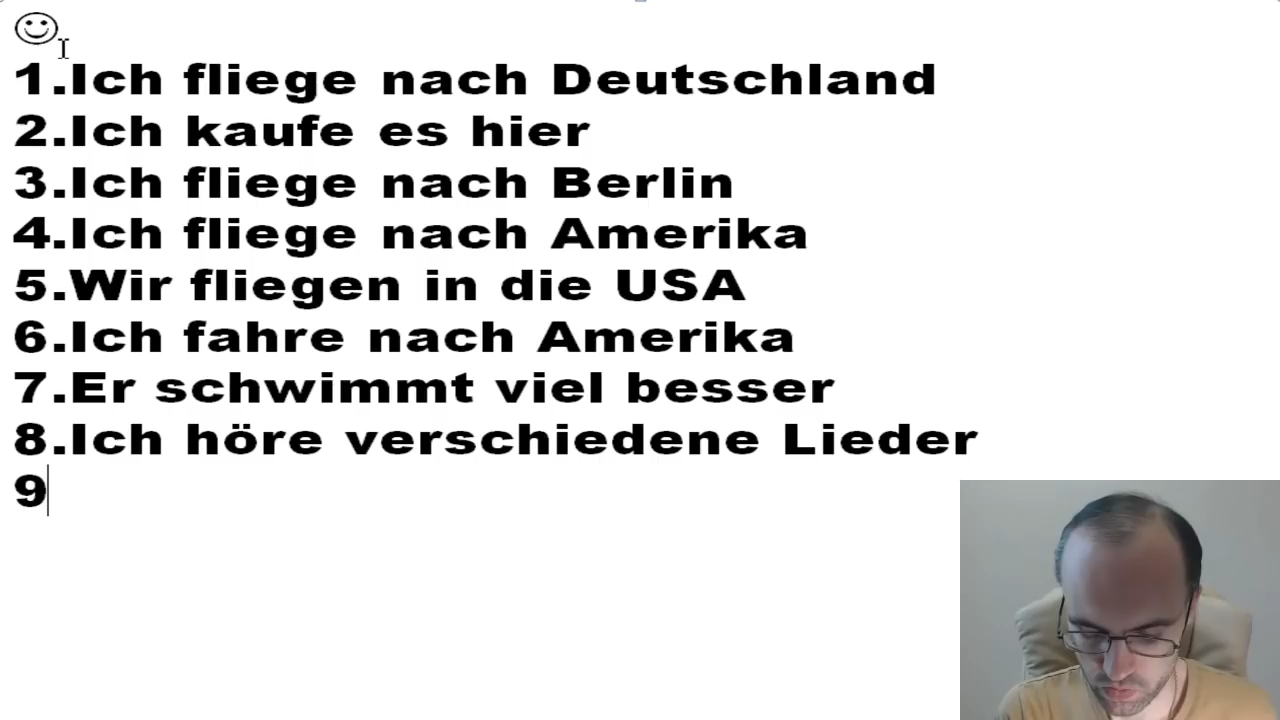 1.Ich fliege nach Deutschland
2.Ich kaufe es hier
3.Ich fliege nach Berlin
4.Ich fliege nach Amerika
5.Wir fliegen in die USA
6.Ich fahre nach Amerika
7.Er schwimmt viel besser
8.Ich höre verschiedene Lieder
9